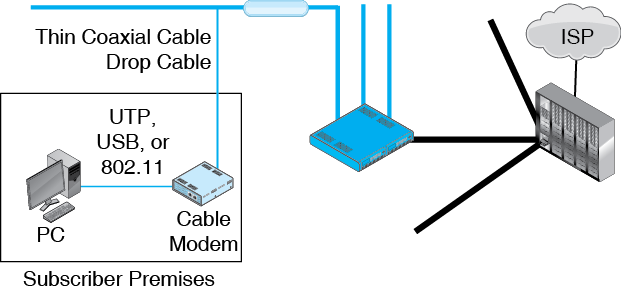 Thin Coaxial Cable
Drop Cable
ISP
UTP,
USB, or
802.11
PC
Cable
Modem
Subscriber Premises